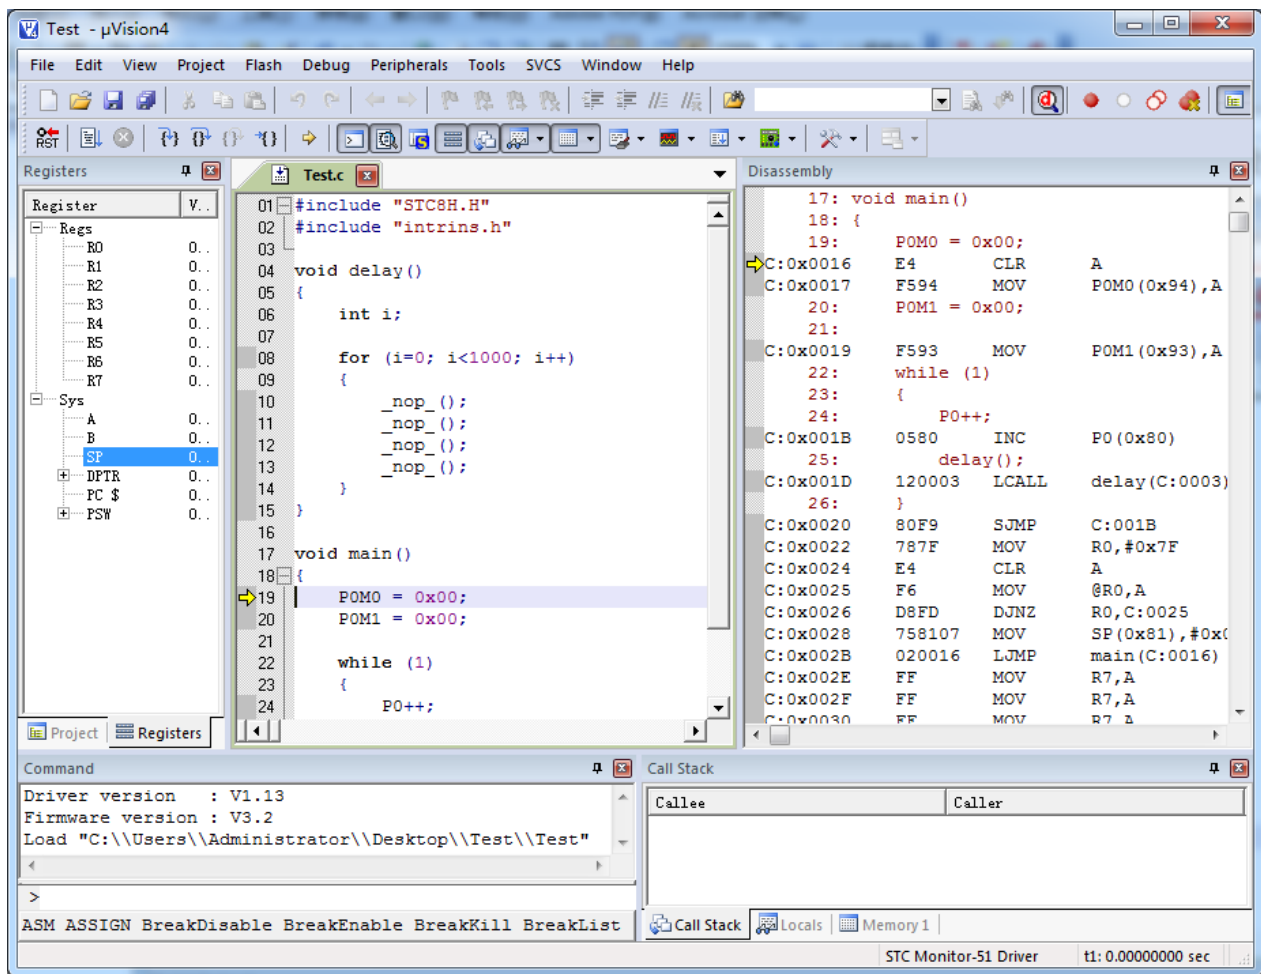 Test - µVision4
File Edit View Project Flash Debug Peripherals Tools SVCS Window Help
RST
Registers
Register V..
Regs
R0 0..
R1 0..
R2 0..
R3 0..
R4 0..
R5 0..
R6 0..
R7 0..
Sys
A 0..
B 0..
SP 0..
DPTR 0..
PC $ 0..
PSW 0..
Project Registers
Test.c
01 #include "STC8H.H"
02 #include "intrins.h"
03
04 void delay()
05 {
06 int i;
07
08 for (i=0; i<1000; i++)
09 {
10 _nop_();
11 _nop_();
12 _nop_();
13 _nop_();
14 }
15 }
16
17 void main()
18 {
19 P0M0 = 0x00;
20 P0M1 = 0x00;
21
22 while (1)
23 {
24 P0++;
Disassembly
17: void main()
18: {
19: P0M0 = 0x00;
C:0x0016 E4 CLR A
C:0x0017 F594 MOV P0M0(0x94),A
20: P0M1 = 0x00;
21:
C:0x0019 F593 MOV P0M1(0x93),A
22: while (1)
23: {
24: P0++;
C:0x001B 0580 INC P0(0x80)
25: delay();
C:0x001D 120003 LCALL delay(C:0003)
26: }
C:0x0020 80F9 SJMP C:001B
C:0x0022 787F MOV R0,#0x7F
C:0x0024 E4 CLR A
C:0x0025 F6 MOV @R0,A
C:0x0026 D8FD DJNZ R0,C:0025
C:0x0028 758107 MOV SP(0x81),#0x0
C:0x002B 020016 LJMP main(C:0016)
C:0x002E FF MOV R7,A
C:0x002F FF MOV R7,A
C:0x0030 FF MOV R7,A
Command
Driver version : V1.13
Firmware version : V3.2
Load "C:\\Users\\Administrator\\Desktop\\Test\\Test"
>
ASM ASSIGN BreakDisable BreakEnable BreakKill BreakList
Call Stack
Callee Caller
Call Stack Locals Memory 1
STC Monitor-51 Driver t1: 0.00000000 sec